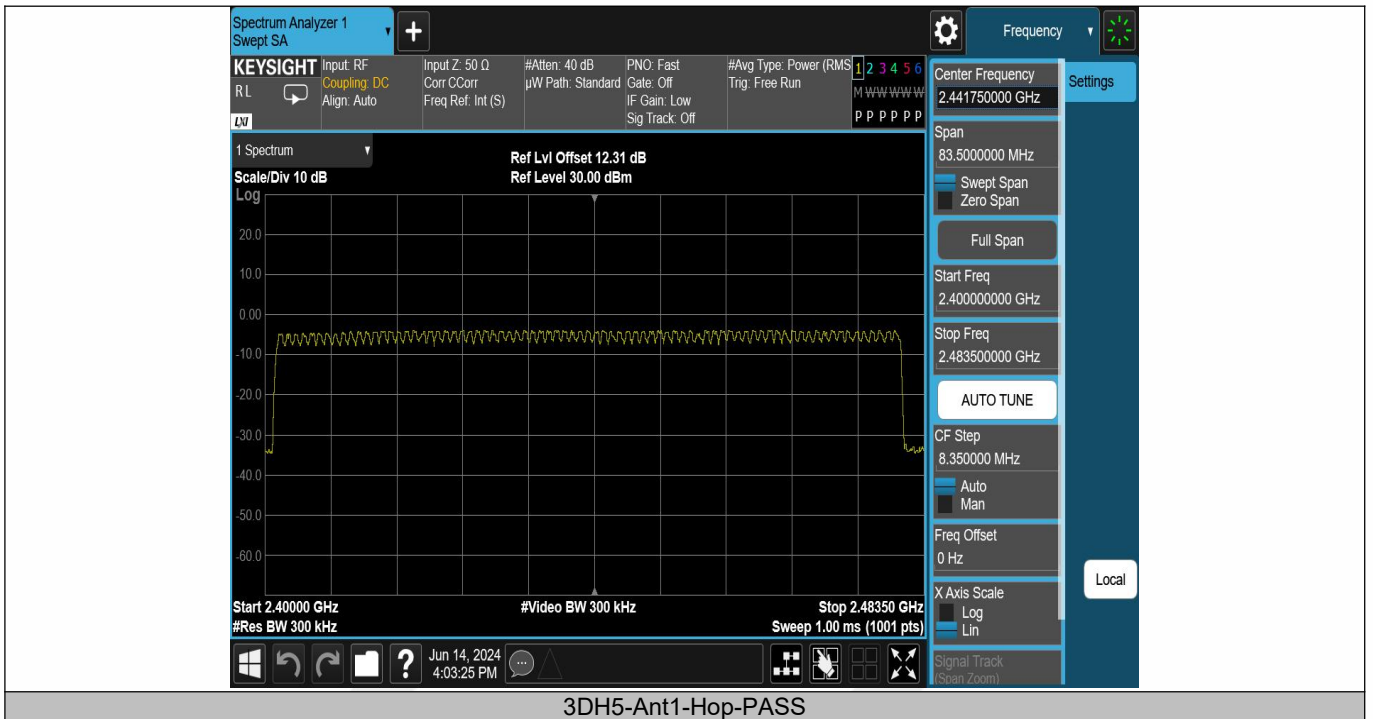 Spectrum Analyzer 1
Swept SA
+
Frequency
KEYSIGHT
RL
LXI
Input: RF
Coupling: DC
Align: Auto
Input Z: 50 Ω
Corr CCorr
Freq Ref: Int (S)
#Atten: 40 dB
µW Path: Standard
PNO: Fast
Gate: Off
IF Gain: Low
Sig Track: Off
#Avg Type: Power (RMS
Trig: Free Run
1 2 3 4 5 6
M W W W W W
P P P P P P
1 Spectrum
Scale/Div 10 dB
Log
Ref Lvl Offset 12.31 dB
Ref Level 30.00 dBm
20.0
10.0
0.00
-10.0
-20.0
-30.0
-40.0
-50.0
-60.0
Start 2.40000 GHz
#Video BW 300 kHz
Stop 2.48350 GHz
#Res BW 300 kHz
Sweep 1.00 ms (1001 pts)
?
Jun 14, 2024
4:03:25 PM
Center Frequency
2.441750000 GHz
Settings
Span
83.5000000 MHz
Swept Span
Zero Span
Full Span
Start Freq
2.400000000 GHz
Stop Freq
2.483500000 GHz
AUTO TUNE
CF Step
8.350000 MHz
Auto
Man
Freq Offset
0 Hz
X Axis Scale
Log
Lin
Signal Track
(Span Zoom)
Local
3DH5-Ant1-Hop-PASS